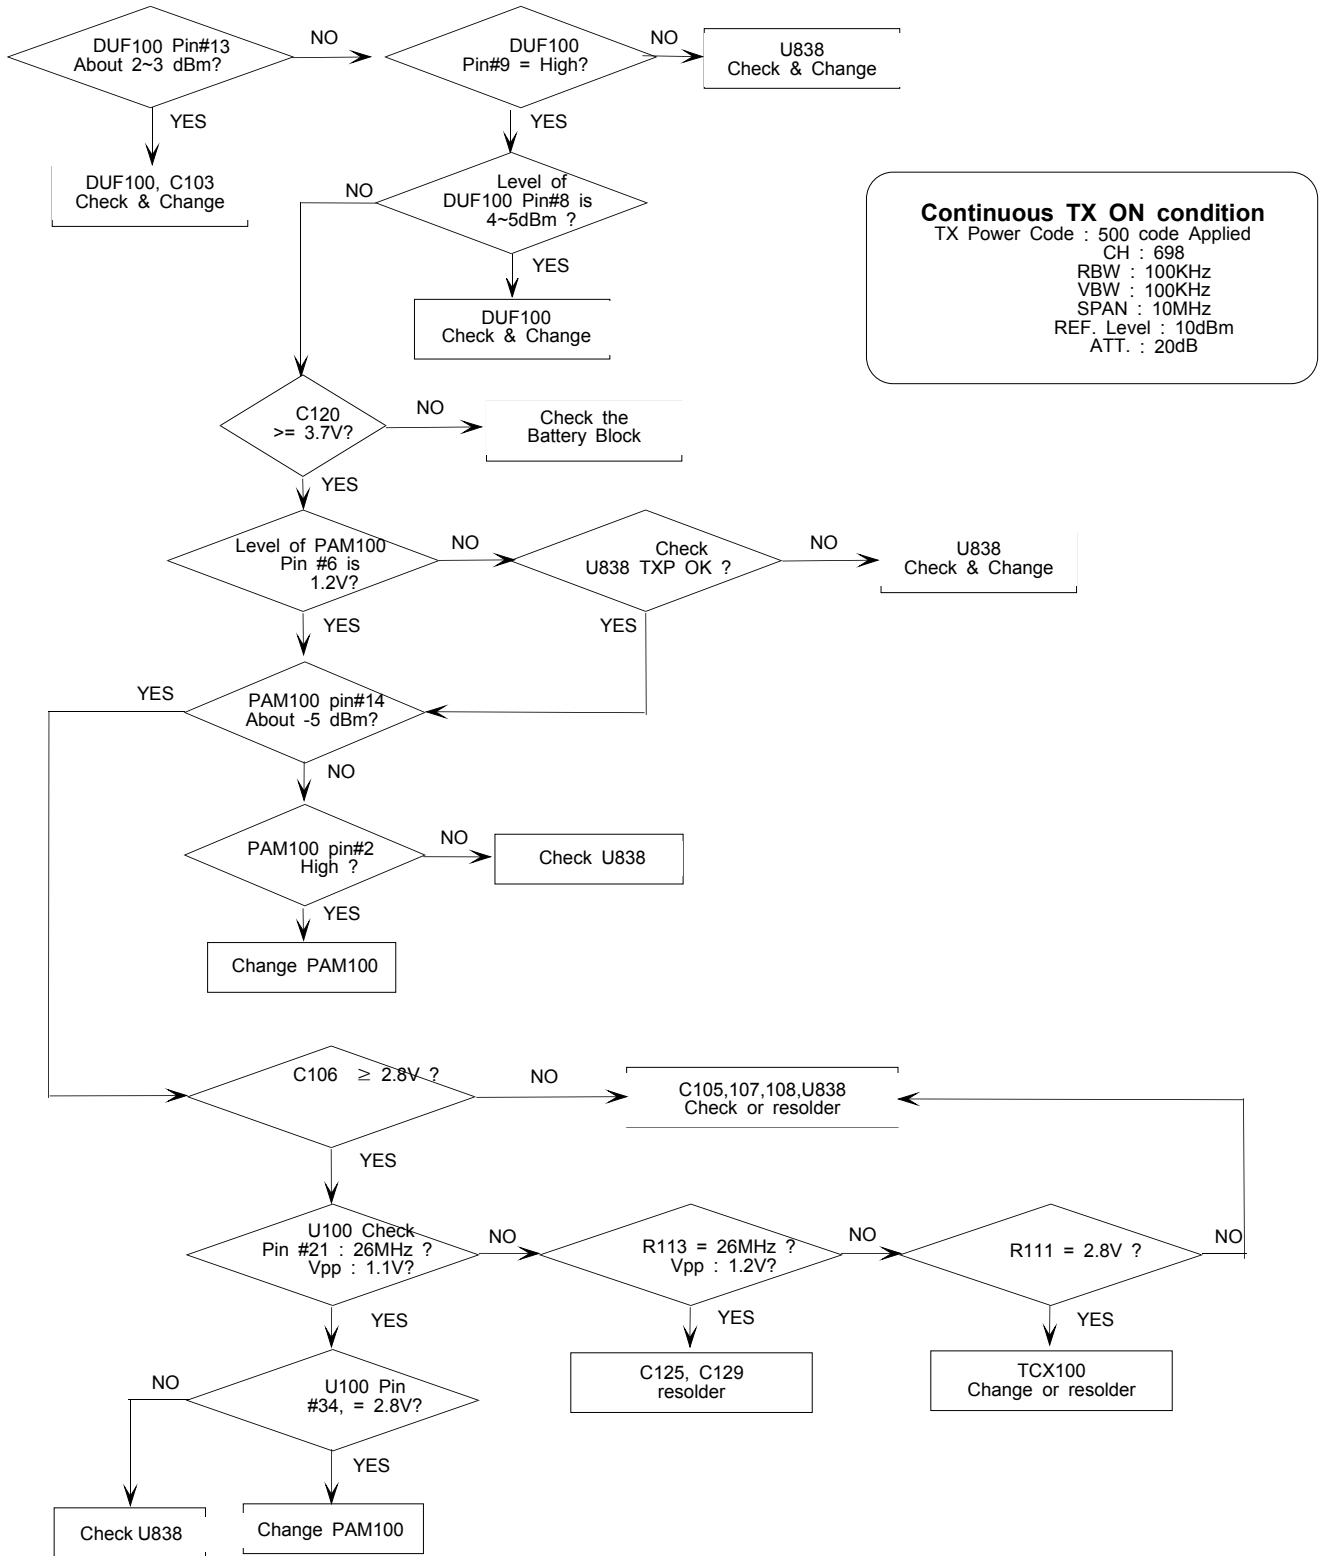 DUF100 Pin#13
About 2~3 dBm?
NO
DUF100
Pin#9 = High?
NO
U838
Check & Change
YES
YES
DUF100, C103
Check & Change
NO
Level of
DUF100 Pin#8 is
4~5dBm ?
YES
DUF100
Check & Change
Continuous TX ON condition
TX Power Code : 500 code Applied
CH : 698
RBW : 100KHz
VBW : 100KHz
SPAN : 10MHz
REF. Level : 10dBm
ATT. : 20dB
C120
>= 3.7V?
NO
Check the
Battery Block
YES
Level of PAM100
Pin #6 is
1.2V?
NO
Check
U838 TXP OK ?
NO
U838
Check & Change
YES
YES
YES
PAM100 pin#14
About -5 dBm?
NO
PAM100 pin#2
High ?
NO
Check U838
YES
Change PAM100
C106 ≥ 2.8V ?
NO
C105,107,108,U838
Check or resolder
YES
U100 Check
Pin #21 : 26MHz ?
Vpp : 1.1V?
NO
R113 = 26MHz ?
Vpp : 1.2V?
NO
R111 = 2.8V ?
NO
YES
YES
YES
C125, C129
resolder
TCX100
Change or resolder
NO
U100 Pin
#34, = 2.8V?
YES
Check U838
Change PAM100